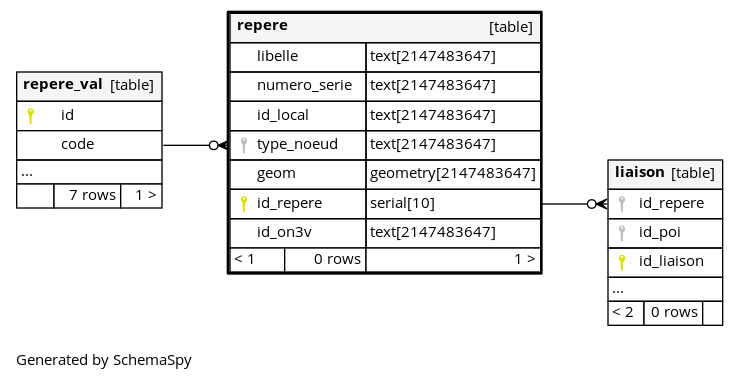 repere_val [table]
id
code
...
7 rows 1 >
repere [table]
libelle text[2147483647]
numero_serie text[2147483647]
id_local text[2147483647]
type_noeud text[2147483647]
geom geometry[2147483647]
id_repere serial[10]
id_on3v text[2147483647]
< 1 0 rows 1 >
liaison [table]
id_repere
id_poi
id_liaison
...
< 2 0 rows
Generated by SchemaSpy